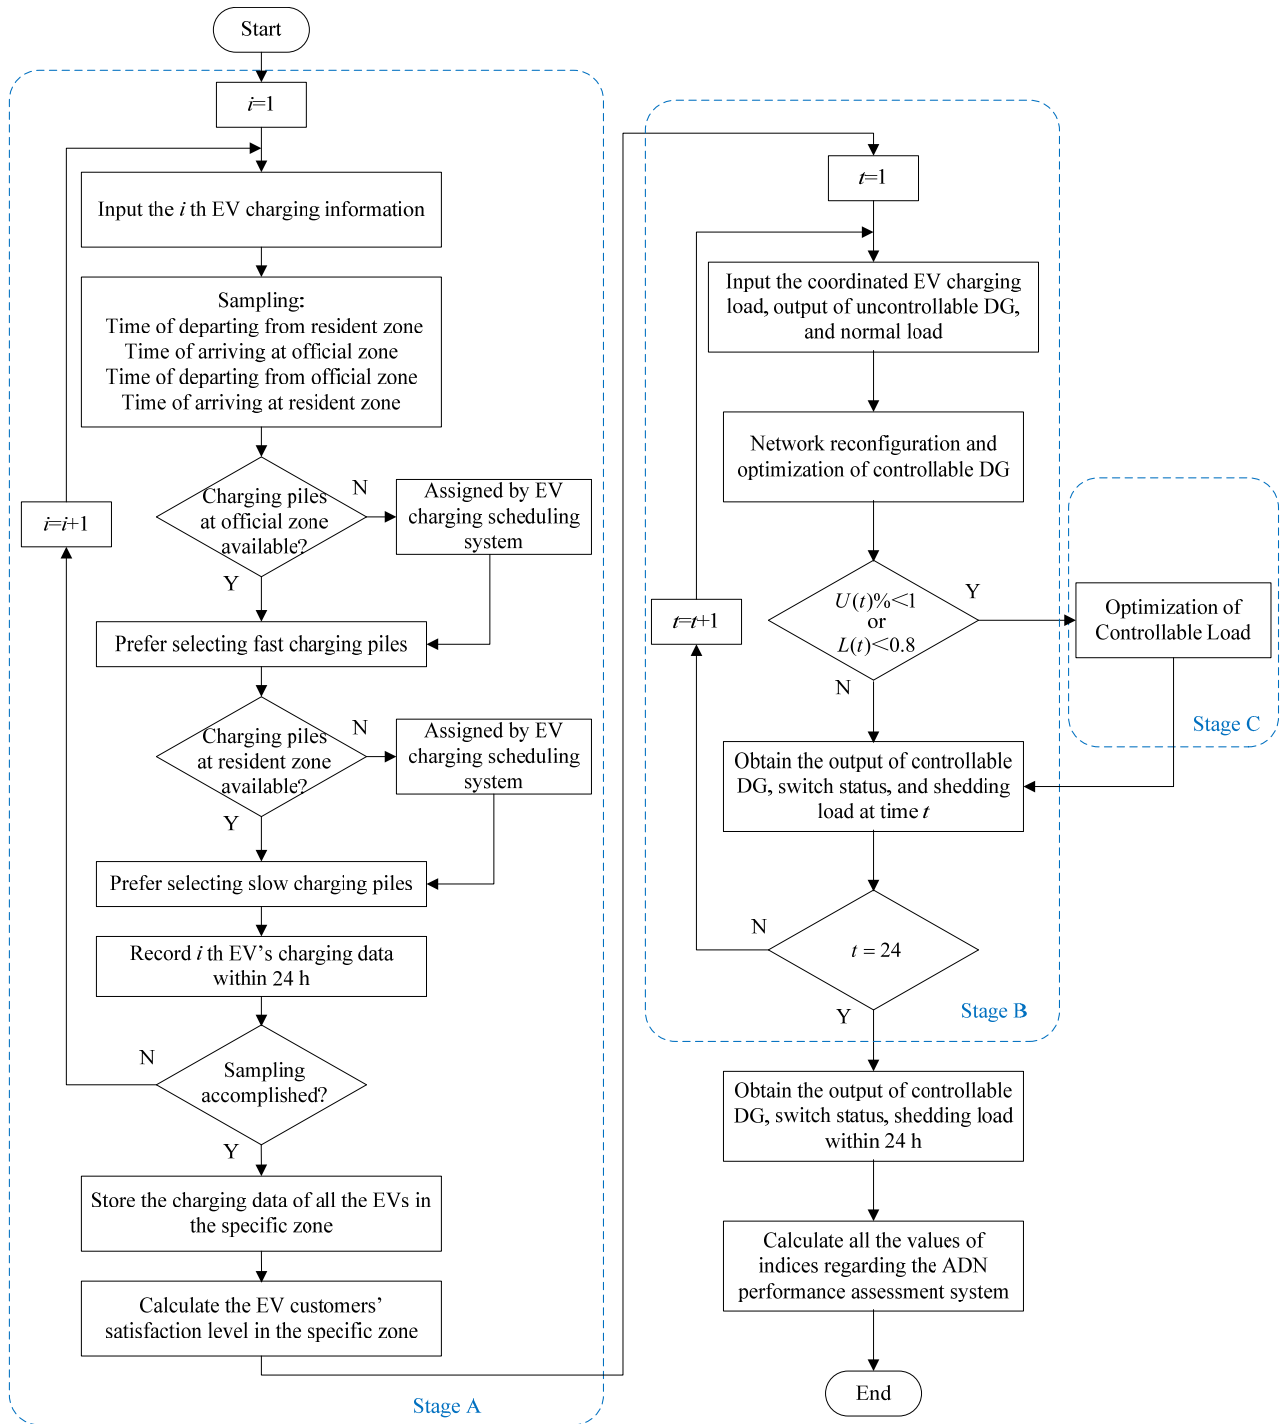 Start
i=1
Input the i th EV charging information
Sampling:
Time of departing from resident zone
Time of arriving at official zone
Time of departing from official zone
Time of arriving at resident zone
Charging piles
at official zone
available?
N
Y
Assigned by EV
charging scheduling
system
i=i+1
Prefer selecting fast charging piles
Charging piles
at resident zone
available?
N
Y
Assigned by EV
charging scheduling
system
Prefer selecting slow charging piles
Record i th EV’s charging data
within 24 h
Sampling
accomplished?
N
Y
Store the charging data of all the EVs in
the specific zone
Calculate the EV customers’
satisfaction level in the specific zone
Stage A
t=1
Input the coordinated EV charging
load, output of uncontrollable DG,
and normal load
Network reconfiguration and
optimization of controllable DG
U(t)%<1
or
L(t)<0.8
Y
N
t=t+1
Optimization of
Controllable Load
Stage C
Obtain the output of controllable
DG, switch status, and shedding
load at time t
t = 24
N
Y
Stage B
Obtain the output of controllable
DG, switch status, shedding load
within 24 h
Calculate all the values of
indices regarding the ADN
performance assessment system
End